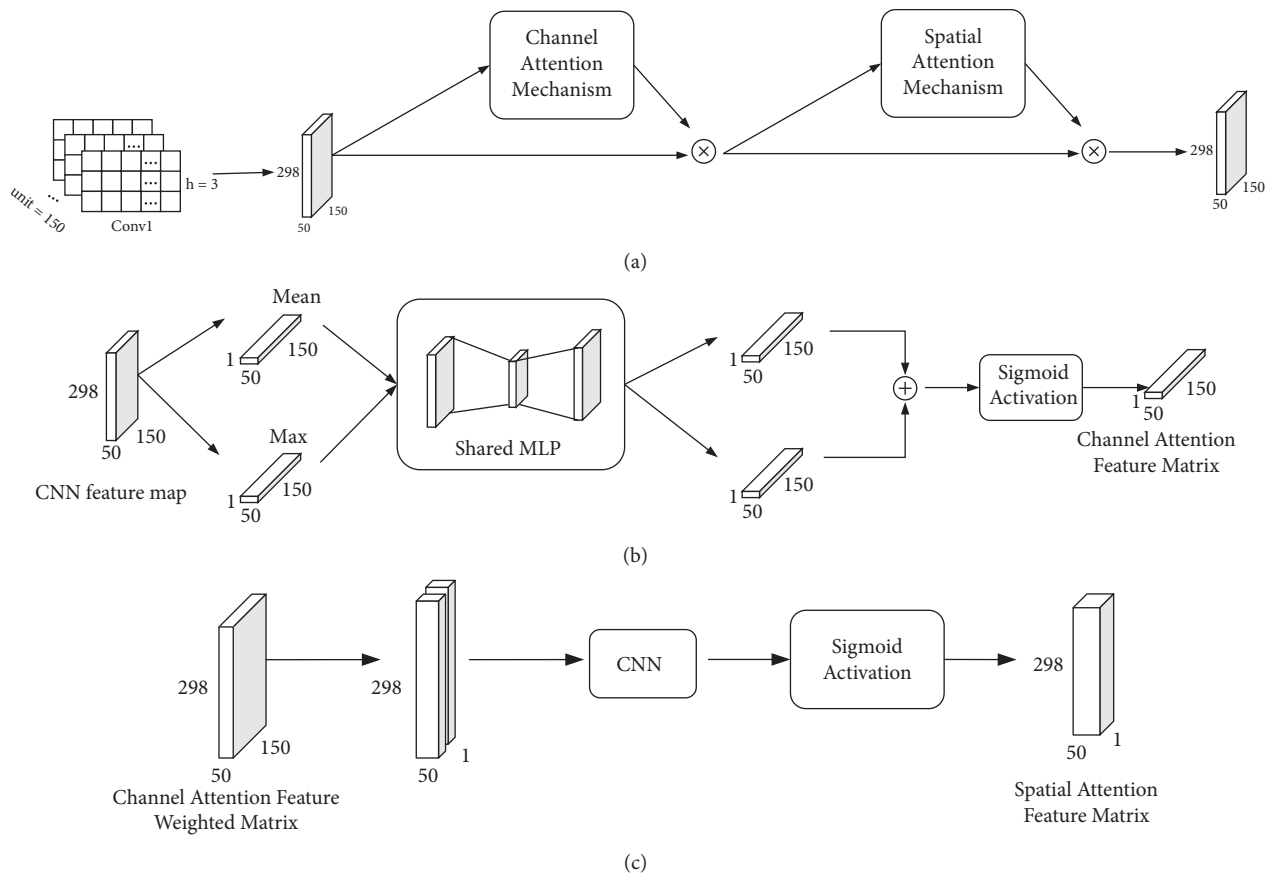 Channel
Attention
Mechanism
Spatial
Attention
Mechanism
...
...
...
...
...
h = 3
unit = 150
Conv1
298
150
50
×
×
298
150
50
(a)
Mean
1
50
150
298
50
150
CNN feature map
Max
1
50
150
Shared MLP
1
50
150
1
50
150
+
Sigmoid
Activation
1
50
150
Channel Attention
Feature Matrix
(b)
298
150
50
Channel Attention Feature
Weighted Matrix
298
50
1
CNN
Sigmoid
Activation
298
50
1
Spatial Attention
Feature Matrix
(c)